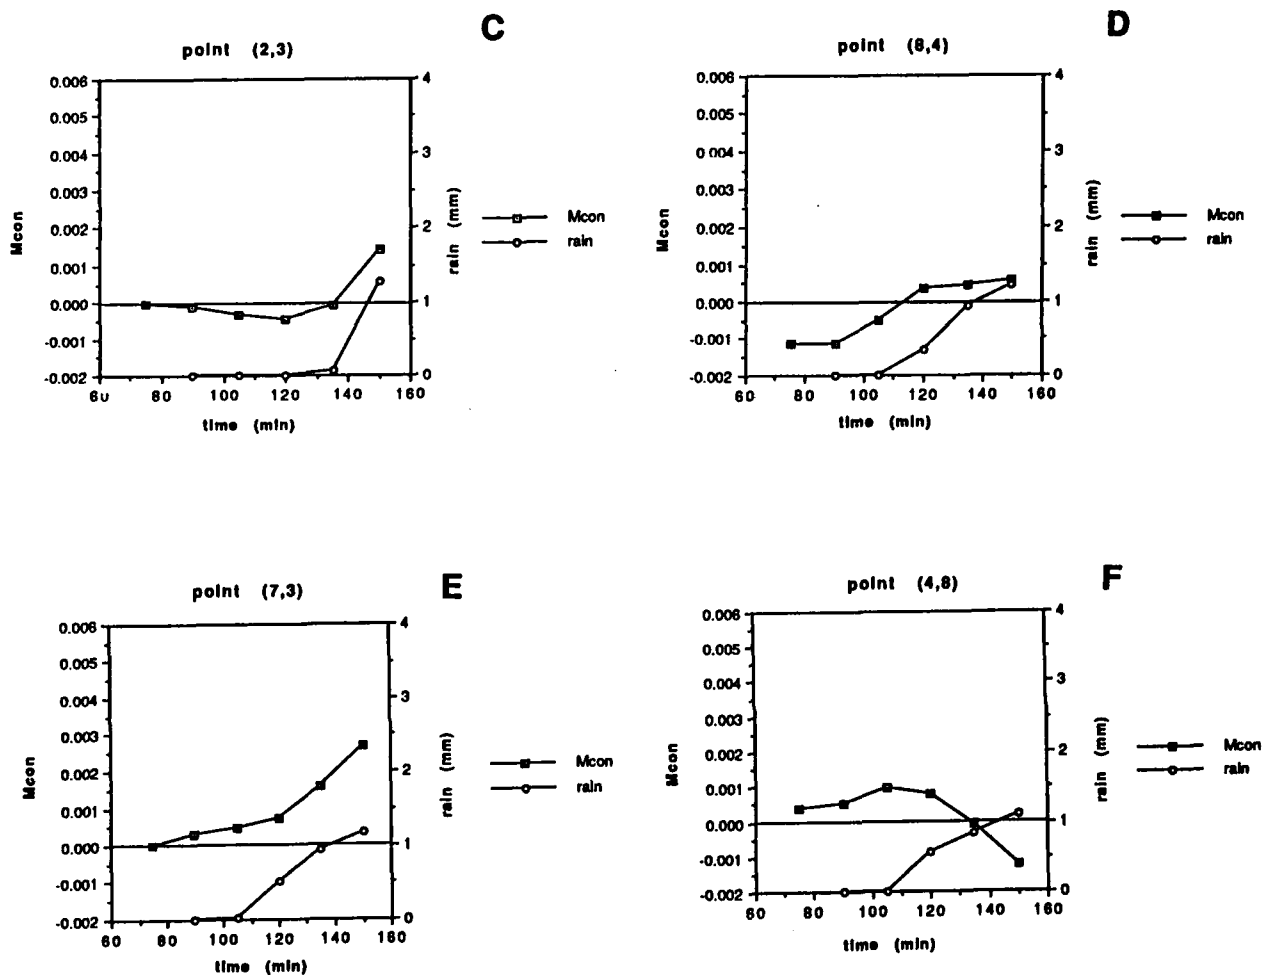 C
point (2,3)
0.006
0.005
0.004
0.003
0.002
0.001
0.000
-0.001
-0.002
Mcon
4
3
2
1
0
rain (mm)
60 80 100 120 140 160
time (min)
Mcon
rain
D
point (8,4)
0.006
0.005
0.004
0.003
0.002
0.001
0.000
-0.001
-0.002
Mcon
4
3
2
1
0
rain (mm)
60 80 100 120 140 160
time (min)
Mcon
rain
E
point (7,3)
0.006
0.005
0.004
0.003
0.002
0.001
0.000
-0.001
-0.002
Mcon
4
3
2
1
0
rain (mm)
60 80 100 120 140 160
time (min)
Mcon
rain
F
point (4,8)
0.006
0.005
0.004
0.003
0.002
0.001
0.000
-0.001
-0.002
Mcon
4
3
2
1
0
rain (mm)
60 80 100 120 140 160
time (min)
Mcon
rain